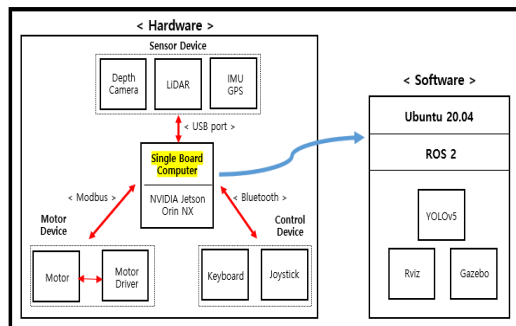 < Hardware >
Sensor Device
Depth
Camera
LiDAR
IMU
GPS
< USB port >
Single Board
Computer
NVIDIA Jetson
Orin NX
< Modbus >
< Bluetooth >
Motor
Device
Control
Device
Motor
Motor
Driver
Keyboard
Joystick
< Software >
Ubuntu 20.04
ROS 2
YOLOv5
Rviz
Gazebo